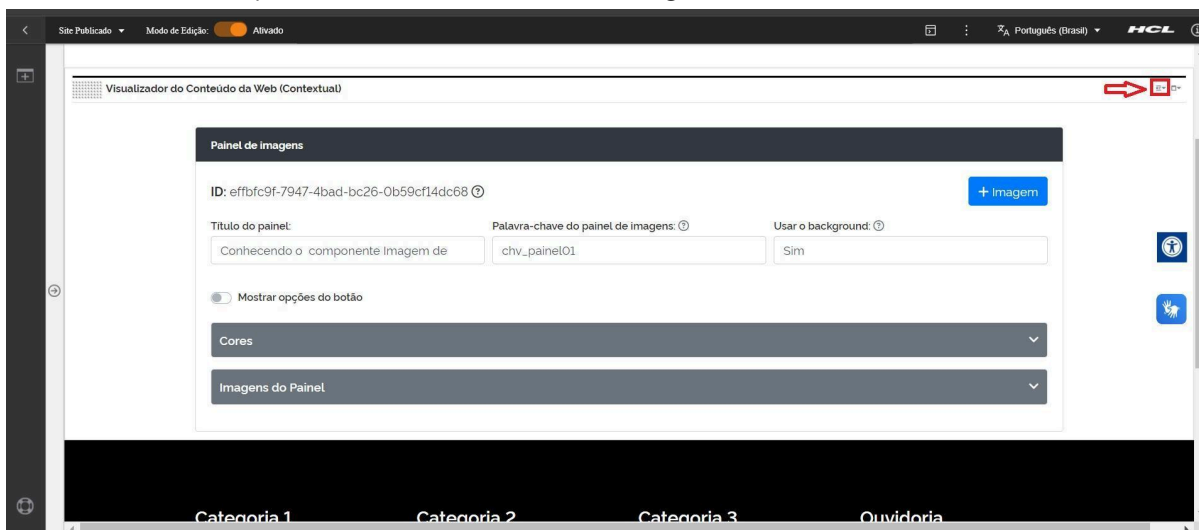 Site Publicado Modo de Edição: Ativado Português (Brasil) HCL
Visualizador do Conteúdo da Web (Contextual)
Painel de imagens
ID: effbfc9f-7947-4bad-bc26-0b59cf14dc68
+ Imagem
Título do painel: Palavra-chave do painel de imagens: Usar o background:
Conhecendo o componente Imagem de chv_painel01 Sim
Mostrar opções do botão
Cores
Imagens do Painel
Categoria 1 Categoria 2 Categoria 3 Ouvidoria